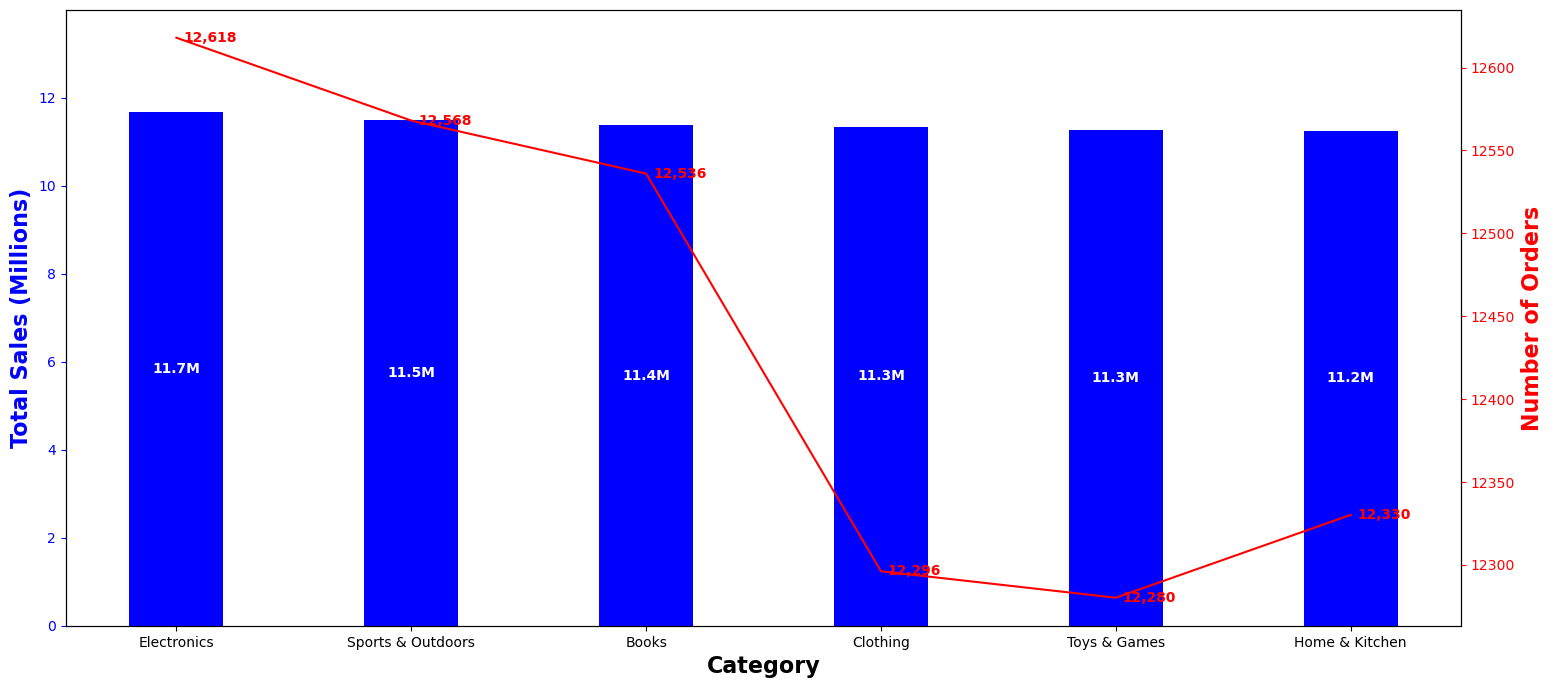 Total Sales (Millions)
12
10
8
6
4
2
0
12,618
12,568
12,536
12,296
12,280
12,330
11.7M
11.5M
11.4M
11.3M
11.3M
11.2M
12600
12550
12500
12450
12400
12350
12300
Number of Orders
Electronics
Sports & Outdoors
Books
Clothing
Toys & Games
Home & Kitchen
Category